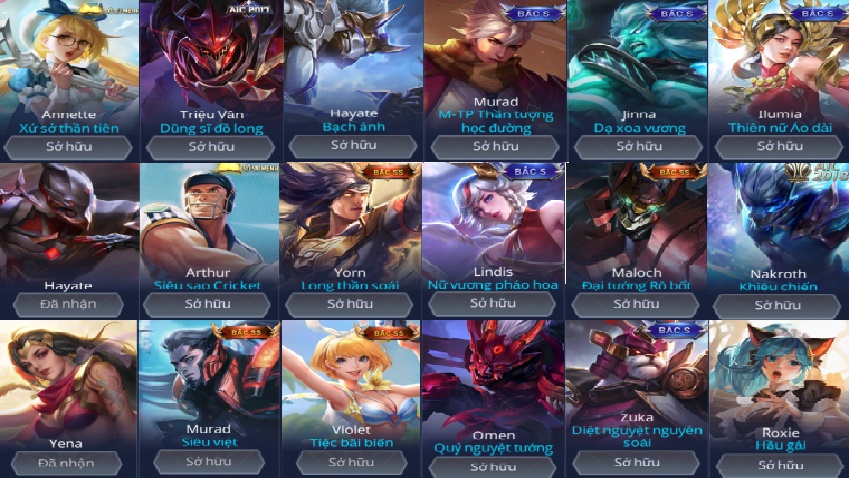 AIC 2017
BẬC S
BẬC S
BẬC S
Annette
Xứ sở thần tiên
Sở hữu
Triệu Vân
Dũng sĩ đồ long
Sở hữu
Hayate
Bạch ảnh
Sở hữu
Murad
M-TP Thần tượng
học đường
Sở hữu
Jinna
Dạ xoa vương
Sở hữu
Ilumia
Thiên nữ Áo dài
Sở hữu
BẬC SS
BẬC S
BẬC SS
AIC
2018
Hayate
Đã nhận
Arthur
Siêu sao Cricket
Sở hữu
Yorn
Long thần soái
Sở hữu
Lindis
Nữ vương pháo hoa
Sở hữu
Maloch
Đại tướng Rô bốt
Sở hữu
Nakroth
Khiêu chiến
Sở hữu
BẬC SS
BẬC SS
BẬC S
Yena
Đã nhận
Murad
Siêu việt
Sở hữu
Violet
Tiệc bãi biển
Sở hữu
Omen
Quỷ nguyệt tướng
Sở hữu
Zuka
Diệt nguyệt nguyên
soái
Sở hữu
Roxie
Hầu gái
Sở hữu